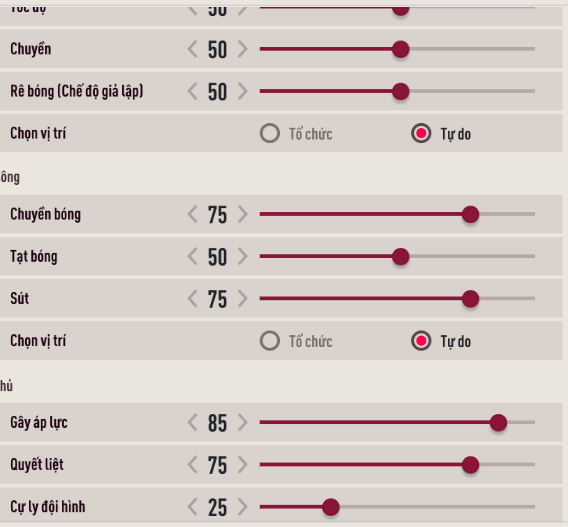 Tốc độ 50
Chuyền 50
Rê bóng (Chế độ giả lập) 50
Chọn vị trí Tổ chức Tự do
ông
Chuyền bóng 75
Tạt bóng 50
Sút 75
Chọn vị trí Tổ chức Tự do
hủ
Gây áp lực 85
Quyết liệt 75
Cự ly đội hình 25